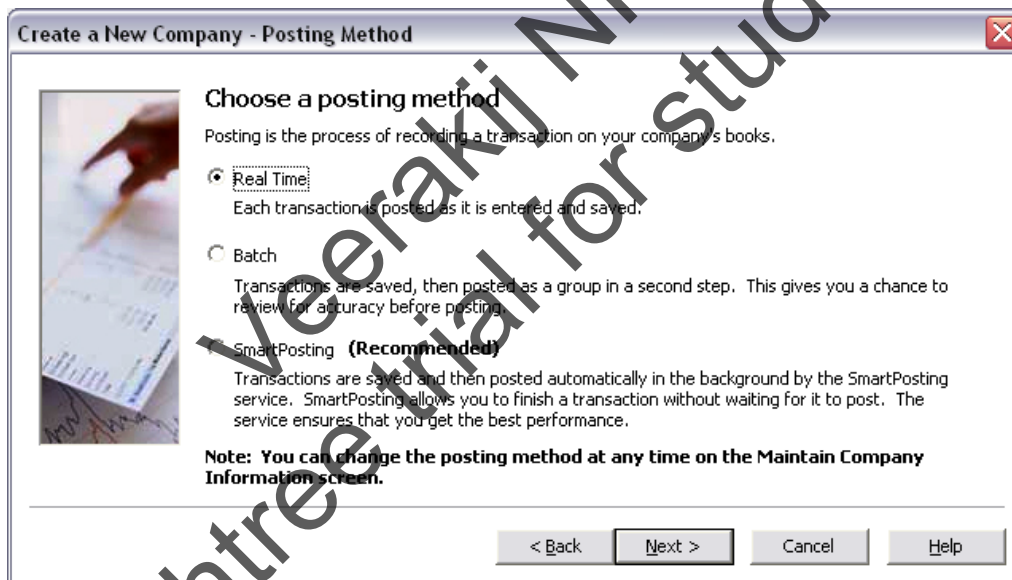 Create a New Company - Posting Method
Choose a posting method
Posting is the process of recording a transaction on your company's books.
Real Time
Each transaction is posted as it is entered and saved.
Batch
Transactions are saved, then posted as a group in a second step. This gives you a chance to
review for accuracy before posting.
SmartPosting (Recommended)
Transactions are saved and then posted automatically in the background by the SmartPosting
service. SmartPosting allows you to finish a transaction without waiting for it to post. The
service ensures that you get the best performance.
Note: You can change the posting method at any time on the Maintain Company
Information screen.
< Back
Next >
Cancel
Help
Veerakij
trial for